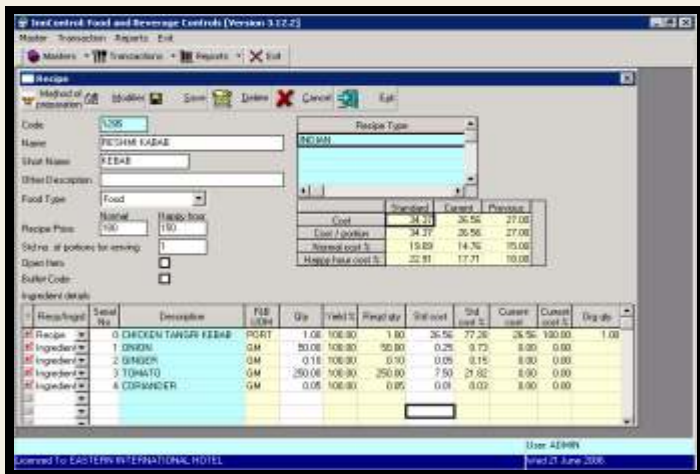 InnControl: Food and Beverage Controls [Version 3.12.2]
Master Transaction Reports Exit
Masters Transactions Reports Exit
Recipe
Method of preparation Modifier Save Delete Cancel Exit
Code
Name RESHMI KABAB
Short Name KEBAB
Other Description
Food Type Food
Normal Happy hour
Recipe Price 180 150
Std no. of portions for serving 1
Open Item
Buffet Code
Recipe Type
INDIAN
Standard Current Previous
Cost 34.37 26.56 27.00
Cost / portion 34.37 26.56 27.00
Normal cost % 14.76 15.00
Happy hour cost % 22.91 17.71 18.00
Ingredient details
Recp/Ingrd Serial No. Description F&B UOM Qty Yield % Reqd qty Std cost Std cost % Current cost Current cost % Org qty
Recipe 0 CHICKEN TANGRI KEBAB PORT 1.00 100.00 1.00 26.56 77.28 26.56 100.00 1.00
Ingredient 1 ONION GM 50.00 100.00 50.00 0.25 0.73 0.00 0.00
Ingredient 2 GINGER GM 0.10 100.00 0.10 0.05 0.15 0.00 0.00
Ingredient 3 TOMATO GM 250.00 100.00 250.00 7.50 21.82 0.00 0.00
Ingredient 4 CORIANDER GM 0.05 100.00 0.05 0.01 0.03 0.00 0.00
User: ADMIN
Licensed To: EASTERN INTERNATIONAL HOTEL Wed 21 June 2006